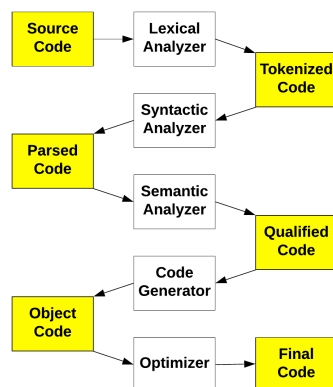 Source
Code
Lexical
Analyzer
Tokenized
Code
Syntactic
Analyzer
Parsed
Code
Semantic
Analyzer
Qualified
Code
Code
Generator
Object
Code
Optimizer
Final
Code